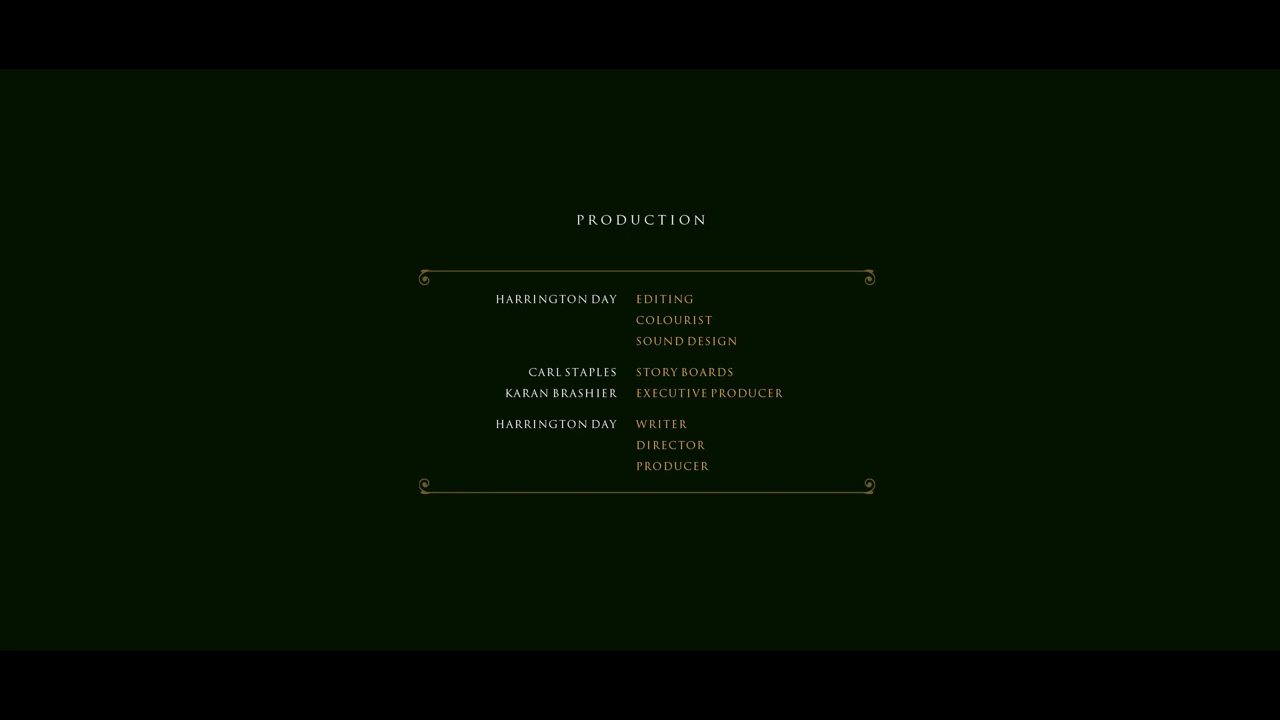 PRODUCTION
HARRINGTON DAY EDITING
COLOURIST
SOUND DESIGN
CARL STAPLES STORY BOARDS
KARAN BRASHIER EXECUTIVE PRODUCER
HARRINGTON DAY WRITER
DIRECTOR
PRODUCER